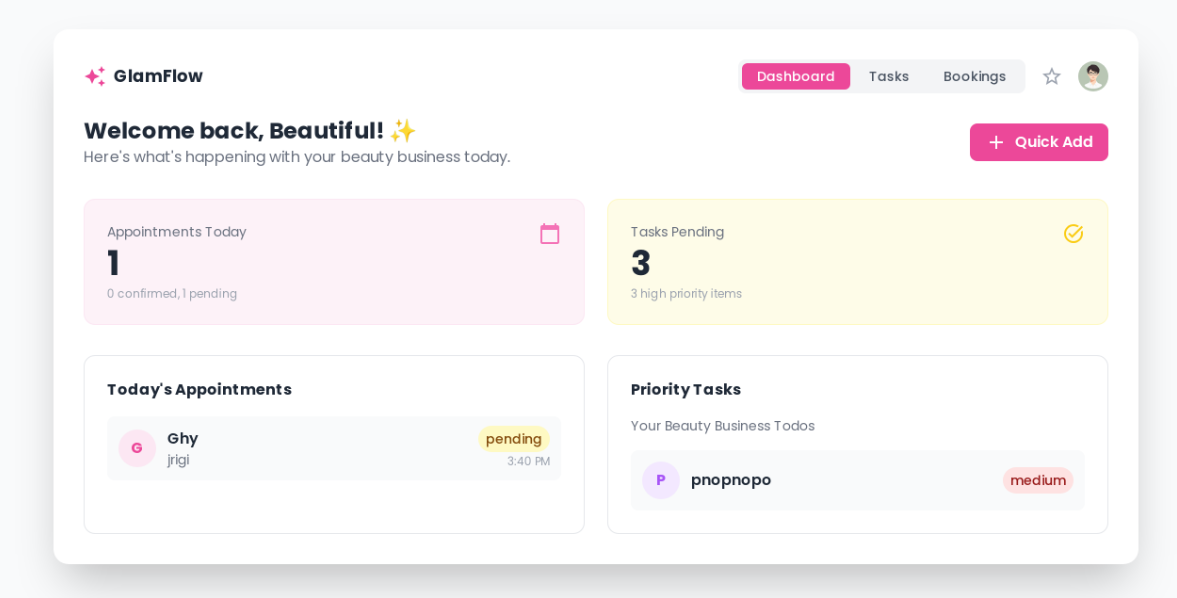 GlamFlow
Dashboard
Tasks
Bookings
Welcome back, Beautiful! ✨
Here's what's happening with your beauty business today.
Quick Add
Appointments Today
1
0 confirmed, 1 pending
Tasks Pending
3
3 high priority items
Today's Appointments
G
Ghy
jrigi
pending
3:40 PM
Priority Tasks
Your Beauty Business Todos
P
pnopnopo
medium